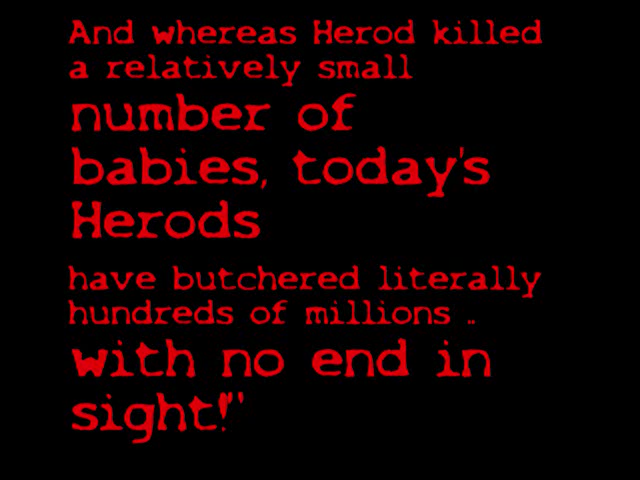 And whereas Herod killed
a relatively small
number of
babies, today's
Herods
have butchered literally
hundreds of millions ..
with no end in
sight!"